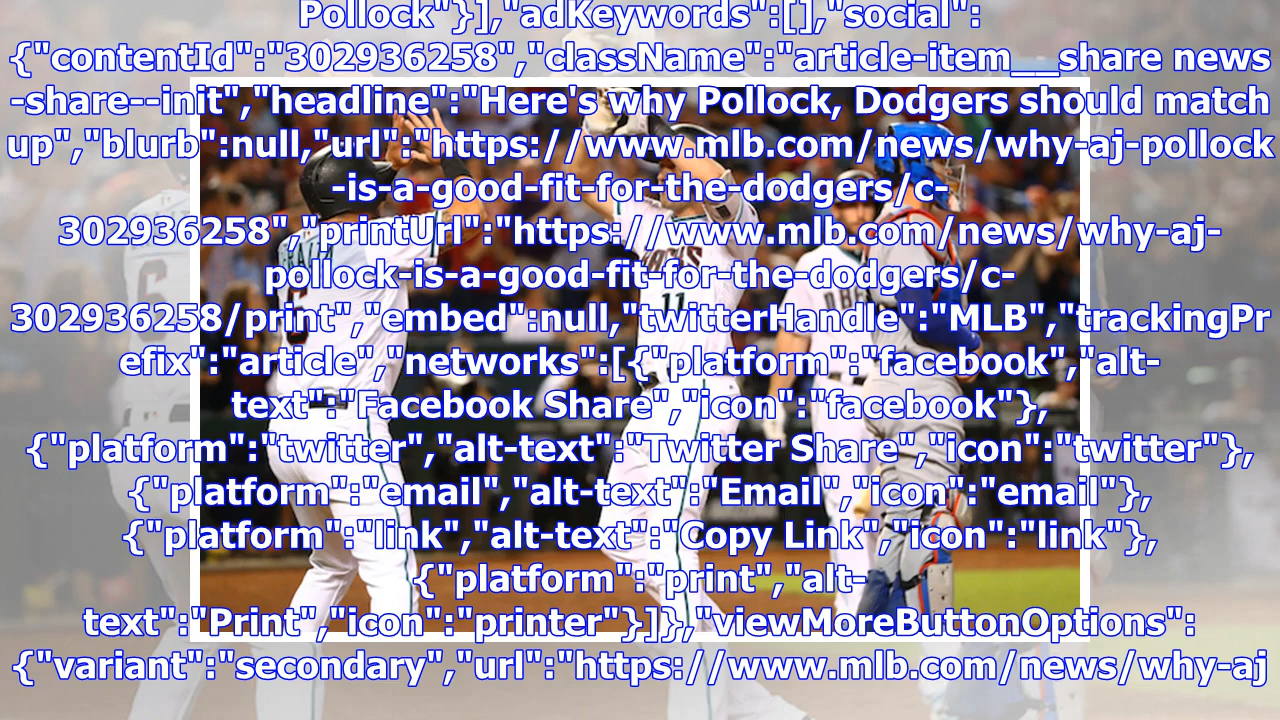 Pollock"}],"adKeywords":[],"social":
{"contentId":"302936258","className":"article-item__share news
-share--init","headline":"Here's why Pollock, Dodgers should match
up","blurb":null,"url":"https://www.mlb.com/news/why-aj-pollock
-is-a-good-fit-for-the-dodgers/c-
302936258","printUrl":"https://www.mlb.com/news/why-aj-
pollock-is-a-good-fit-for-the-dodgers/c-
302936258/print","embed":null,"twitterHandle":"MLB","trackingPr
efix":"article","networks":[{"platform":"facebook","alt-
text":"Facebook Share","icon":"facebook"},
{"platform":"twitter","alt-text":"Twitter Share","icon":"twitter"},
{"platform":"email","alt-text":"Email","icon":"email"},
{"platform":"link","alt-text":"Copy Link","icon":"link"},
{"platform":"print","alt-
text":"Print","icon":"printer"}]},"viewMoreButtonOptions":
{"variant":"secondary","url":"https://www.mlb.com/news/why-aj
11
6